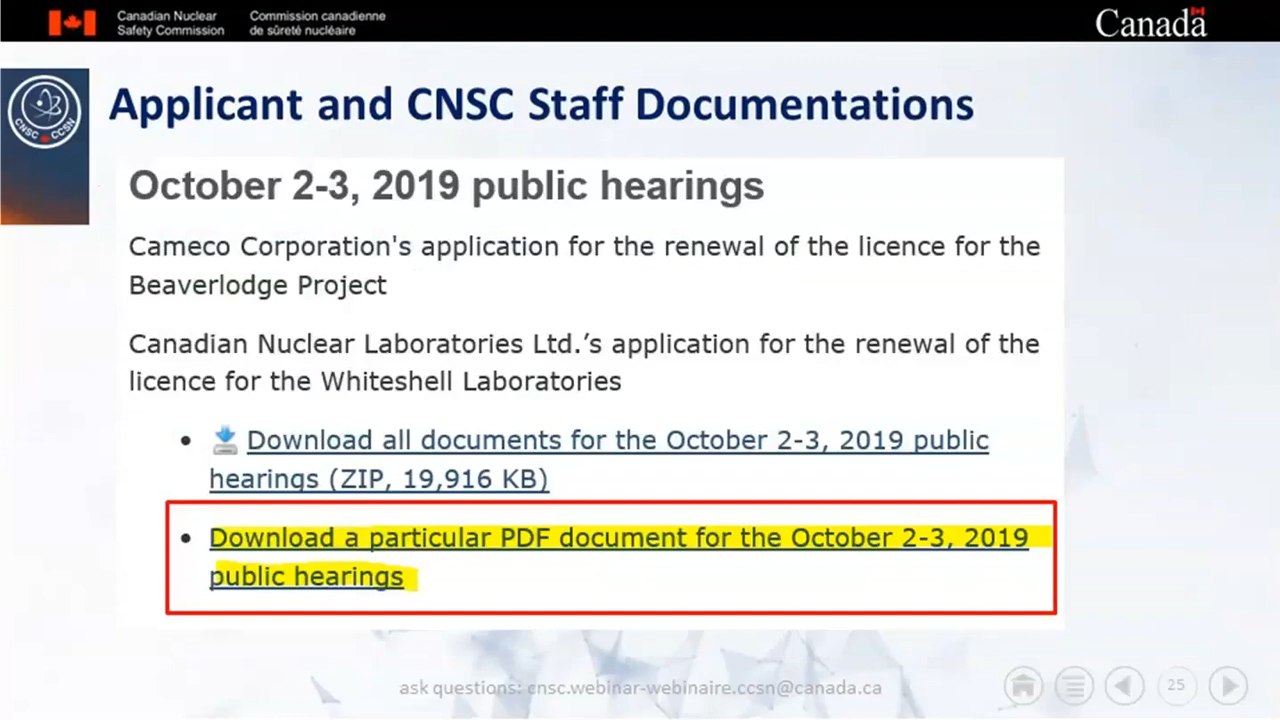 Canadian Nuclear
Safety Commission
Commission canadienne
de sûreté nucléaire
Canada
CNSC CCSN
Applicant and CNSC Staff Documentations
October 2-3, 2019 public hearings
Cameco Corporation's application for the renewal of the licence for the
Beaverlodge Project
Canadian Nuclear Laboratories Ltd.’s application for the renewal of the
licence for the Whiteshell Laboratories
• Download all documents for the October 2-3, 2019 public
hearings (ZIP, 19,916 KB)
• Download a particular PDF document for the October 2-3, 2019
public hearings
ask questions: cnsc.webinar-webinaire.ccsn@canada.ca
25